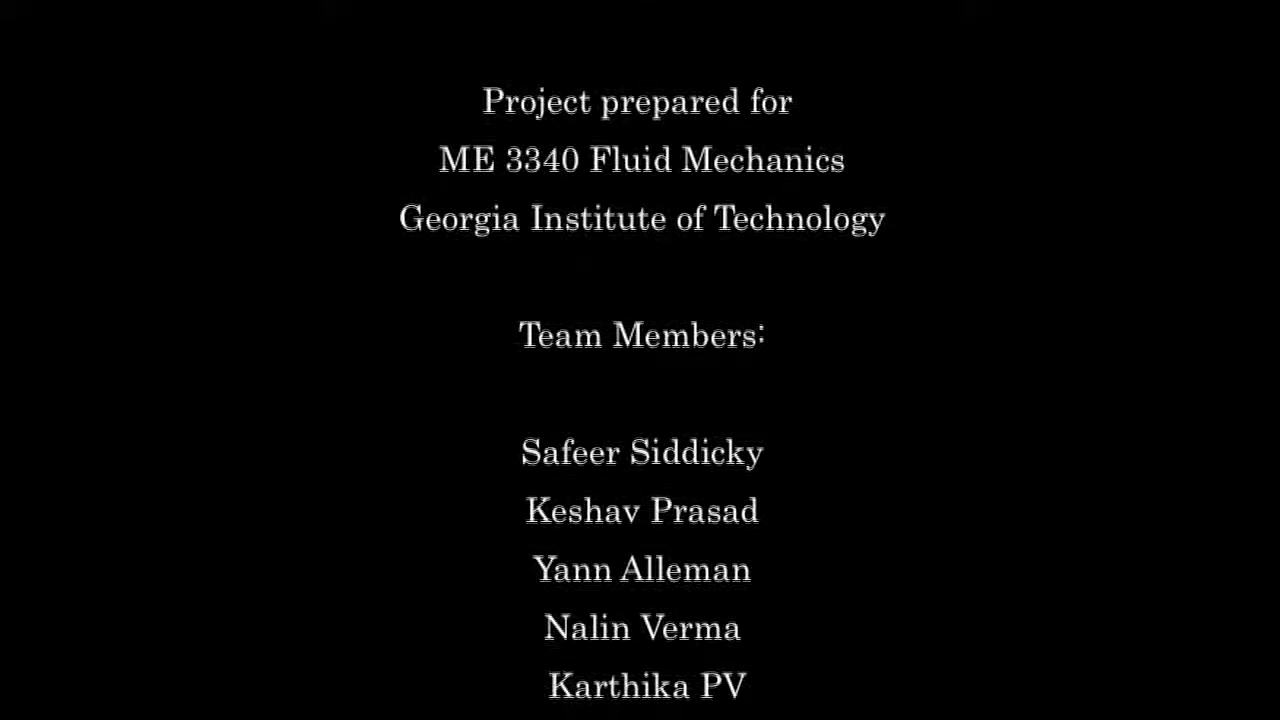 Project prepared for
ME 3340 Fluid Mechanics
Georgia Institute of Technology
Team Members:
Safeer Siddicky
Keshav Prasad
Yann Alleman
Nalin Verma
Karthika PV